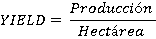 YIELD = Producción / Hectárea